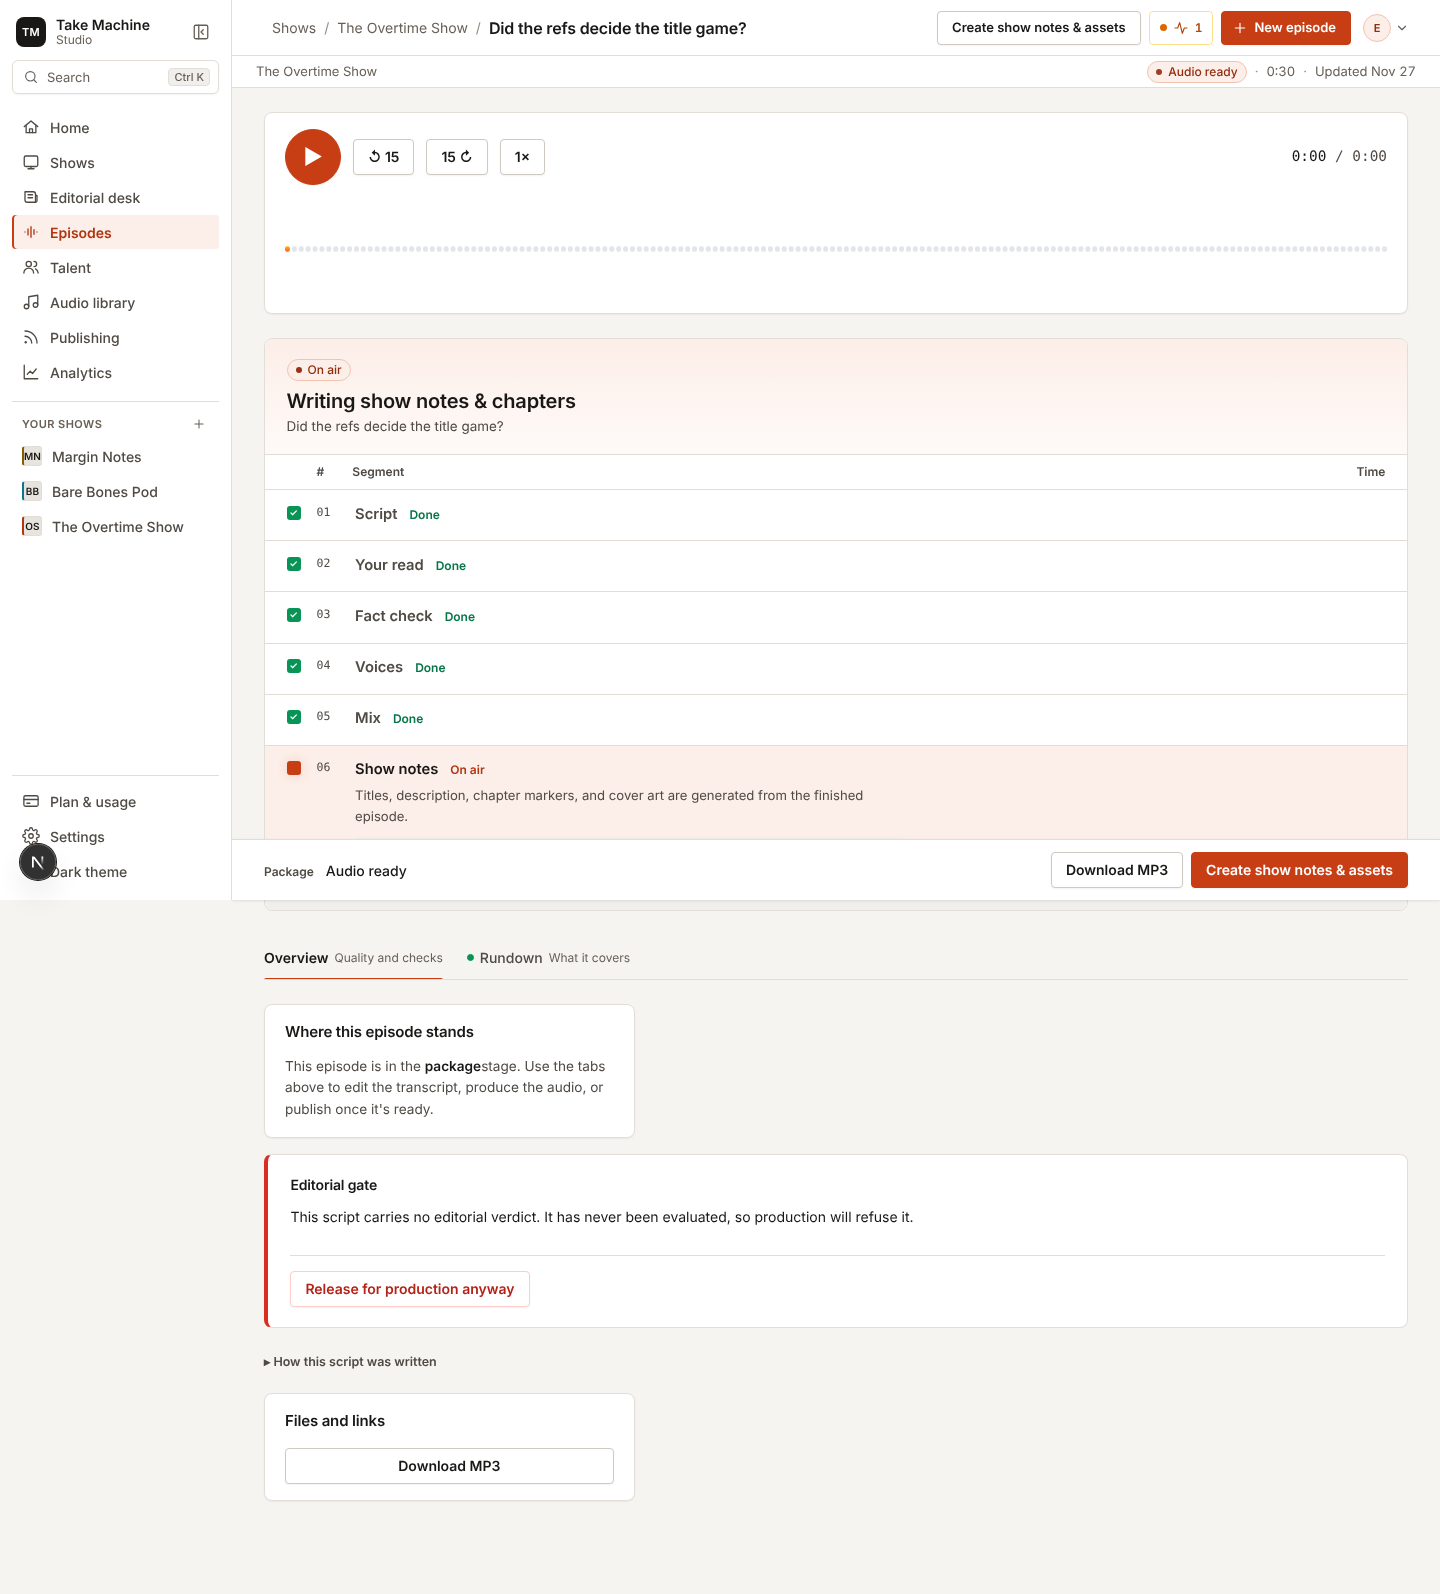 TM
Take Machine
Studio
Search
Ctrl K
Home
Shows
Editorial desk
Episodes
Talent
Audio library
Publishing
Analytics
YOUR SHOWS
MN Margin Notes
BB Bare Bones Pod
OS The Overtime Show
Plan & usage
Settings
N
Dark theme
Shows / The Overtime Show / Did the refs decide the title game?
Create show notes & assets
1
New episode
E
The Overtime Show
Audio ready · 0:30 · Updated Nov 27
15
15
1×
0:00 / 0:00
On air
Writing show notes & chapters
Did the refs decide the title game?
# Segment Time
01 Script Done
02 Your read Done
03 Fact check Done
04 Voices Done
05 Mix Done
06 Show notes On air
Titles, description, chapter markers, and cover art are generated from the finished
episode.
Package Audio ready
Download MP3
Create show notes & assets
Overview Quality and checks
Rundown What it covers
Where this episode stands
This episode is in the packagestage. Use the tabs
above to edit the transcript, produce the audio, or
publish once it's ready.
Editorial gate
This script carries no editorial verdict. It has never been evaluated, so production will refuse it.
Release for production anyway
How this script was written
Files and links
Download MP3